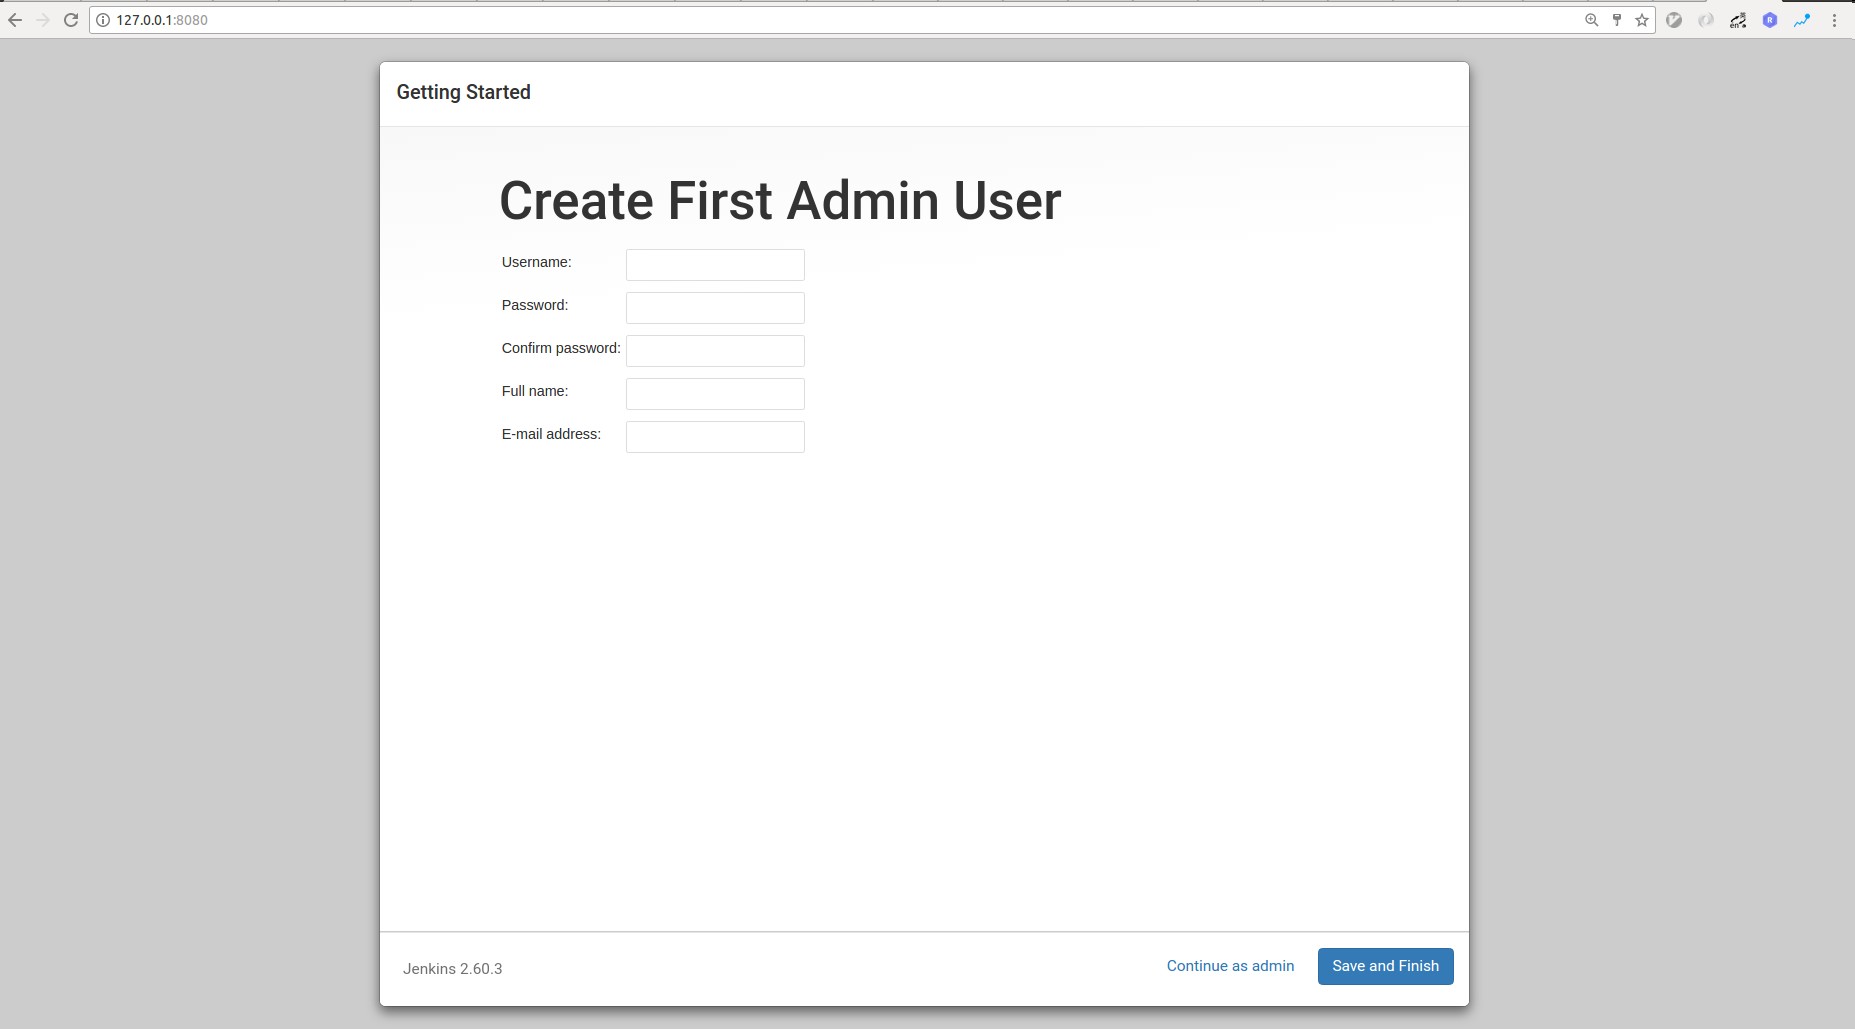 127.0.0.1:8080
Getting Started
Create First Admin User
Username:
Password:
Confirm password:
Full name:
E-mail address:
Jenkins 2.60.3
Continue as admin
Save and Finish